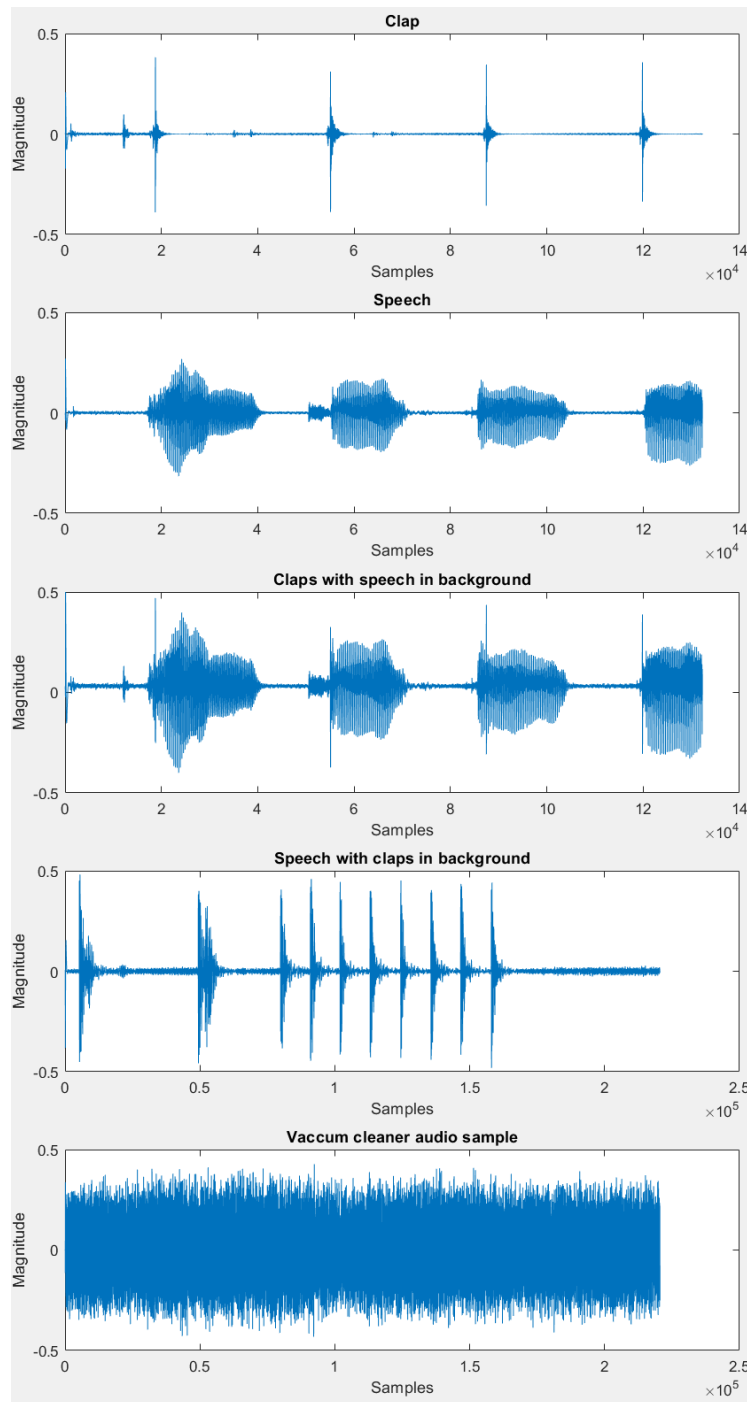 Clap
0.5
0
-0.5
Magnitude
0 2 4 6 8 10 12 14
Samples
×10^4
Speech
0.5
0
-0.5
Magnitude
0 2 4 6 8 10 12 14
Samples
×10^4
Claps with speech in background
0.5
0
-0.5
Magnitude
0 2 4 6 8 10 12 14
Samples
×10^4
Speech with claps in background
0.5
0
-0.5
Magnitude
0 0.5 1 1.5 2 2.5
Samples
×10^5
Vaccum cleaner audio sample
0.5
0
-0.5
Magnitude
0 0.5 1 1.5 2 2.5
Samples
×10^5